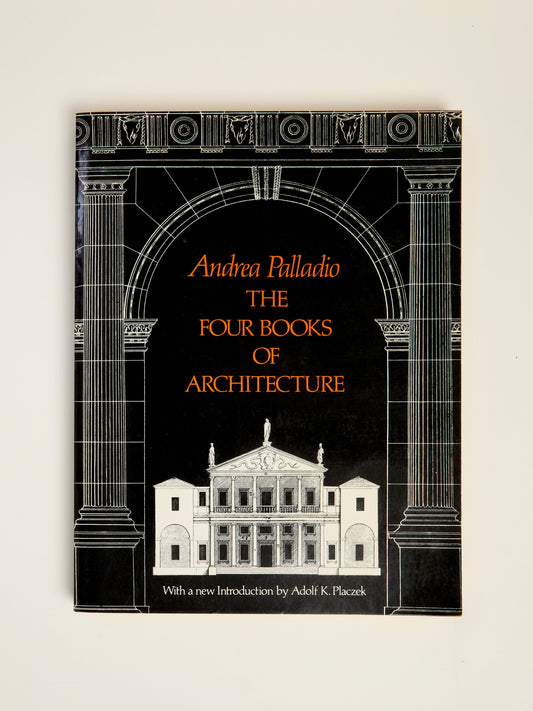 Andrea Palladio
THE
FOUR BOOKS
OF
ARCHITECTURE
With a new Introduction by Adolf K. Placzek